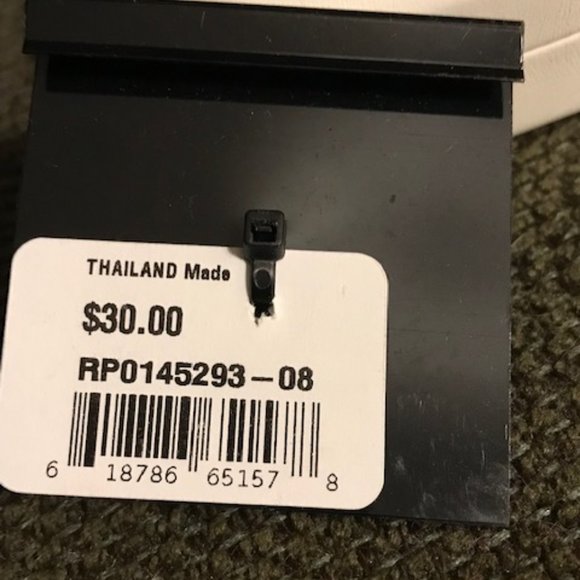 THAILAND Made
$30.00
RP0145293-08
6 18786 65157 8